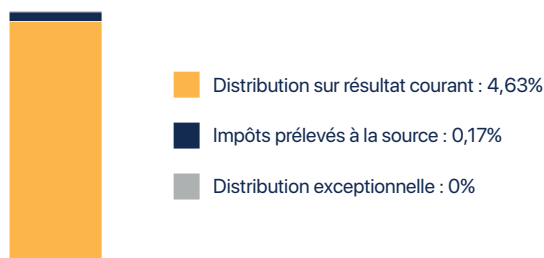 Distribution sur résultat courant : 4,63%
Impôts prélevés à la source : 0,17%
Distribution exceptionnelle : 0%